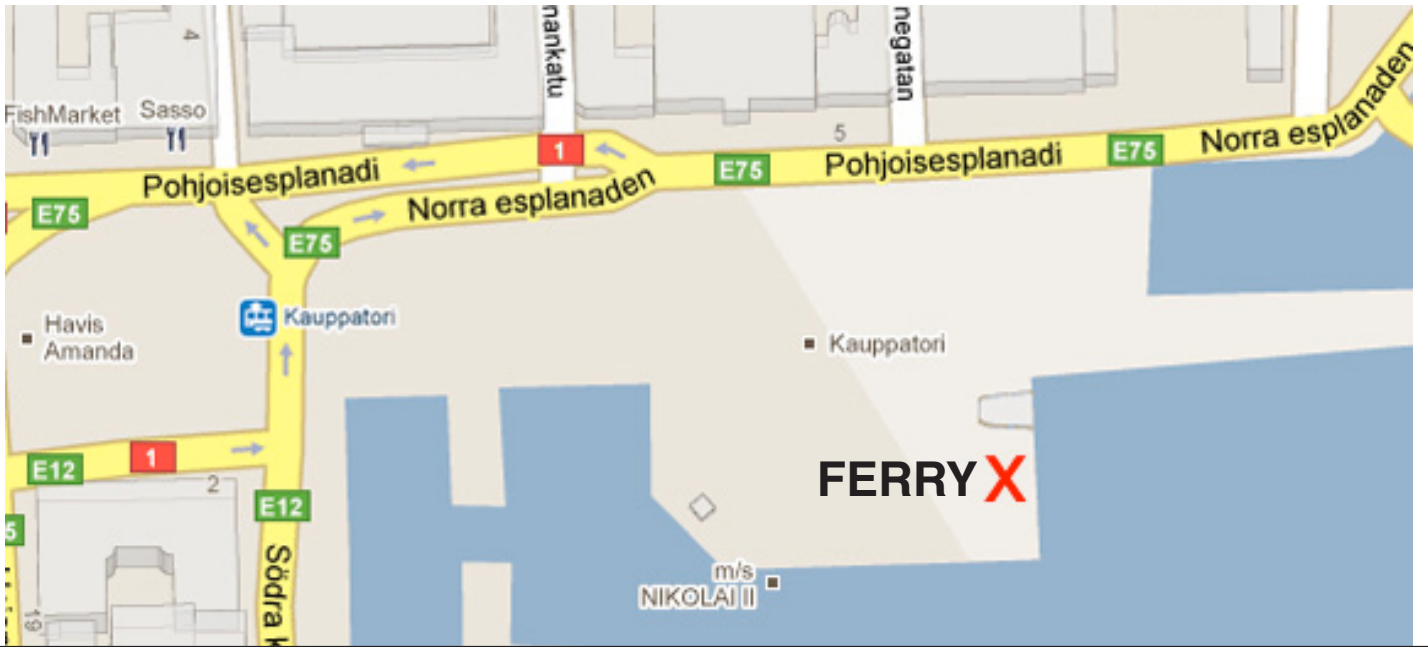 4
nankatu
negatan
FishMarket
Sasso
5
1
Norra esplanaden
E75
Pohjoisesplanadi
E75
Pohjoisesplanadi
E75
Norra esplanaden
E75
Kauppatori
Havis
Amanda
Kauppatori
1
E12
2
E12
FERRY X
5
Södra K
m/s
NIKOLAI II
19